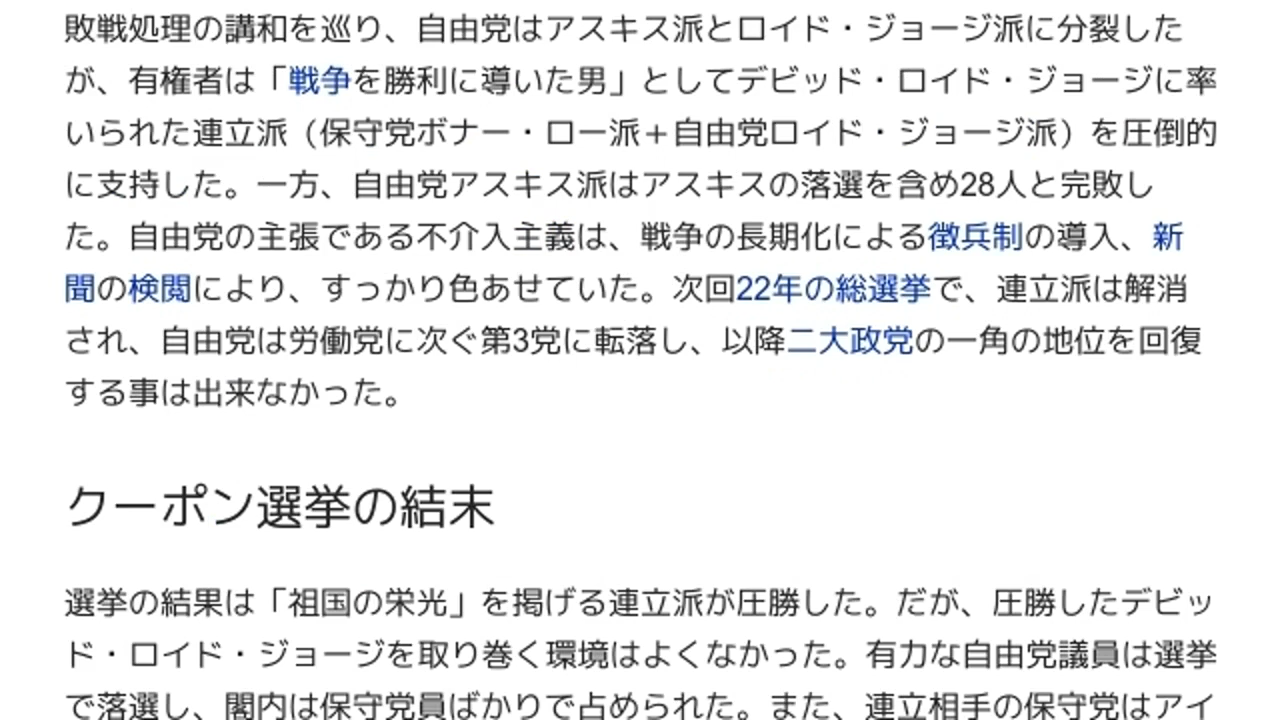 敗戦処理の講和を巡り、自由党はアスキス派とロイド・ジョージ派に分裂した
が、有権者は「戦争を勝利に導いた男」としてデビッド・ロイド・ジョージに率
いられた連立派（保守党ボナー・ロー派＋自由党ロイド・ジョージ派）を圧倒的
に支持した。一方、自由党アスキス派はアスキスの落選を含め28人と完敗し
た。自由党の主張である不介入主義は、戦争の長期化による徴兵制の導入、新
聞の検閲により、すっかり色あせていた。次回22年の総選挙で、連立派は解消
され、自由党は労働党に次ぐ第3党に転落し、以降二大政党の一角の地位を回復
する事は出来なかった。
クーポン選挙の結末
選挙の結果は「祖国の栄光」を掲げる連立派が圧勝した。だが、圧勝したデビッ
ド・ロイド・ジョージを取り巻く環境はよくなかった。有力な自由党議員は選挙
で落選し、閣内は保守党員ばかりで占められた。また、連立相手の保守党はアイ